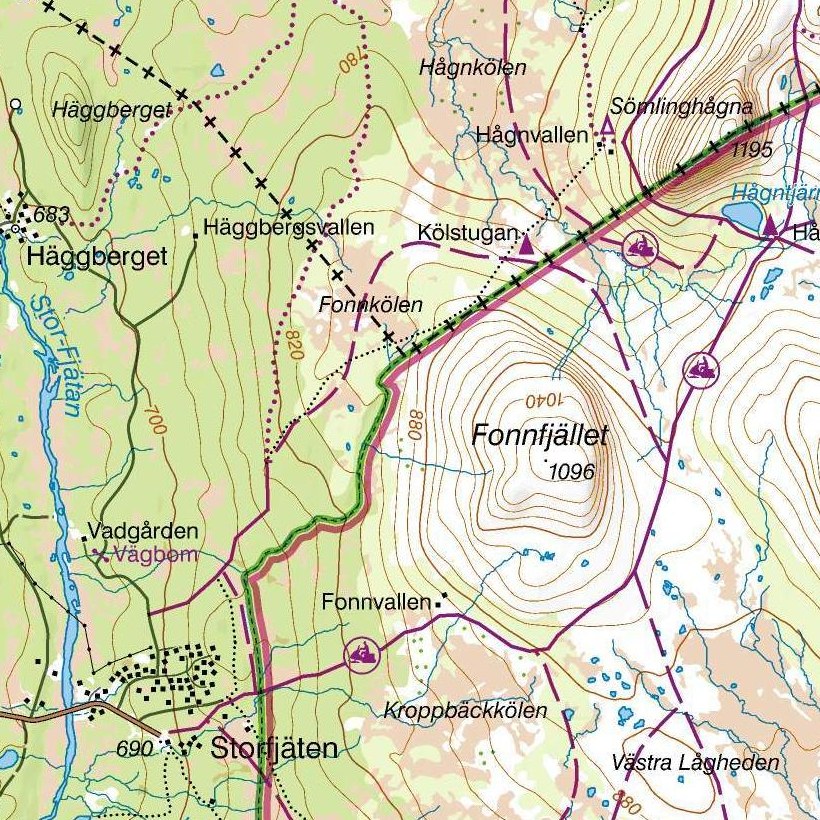 780
Hågnkölen
Häggberget
Sömlinghågna
Hågnvallen
1195
Hågntjärn
683
Häggbergsvallen
Kölstugan
Hå
Häggberget
Stor-Fjätan
Fonnkölen
820
1040
700
880
Fonnfjället
1096
Vadgården
Vägbom
Fonnvallen
Kroppbäckkölen
690
Storfjäten
Västra Lågheden
880